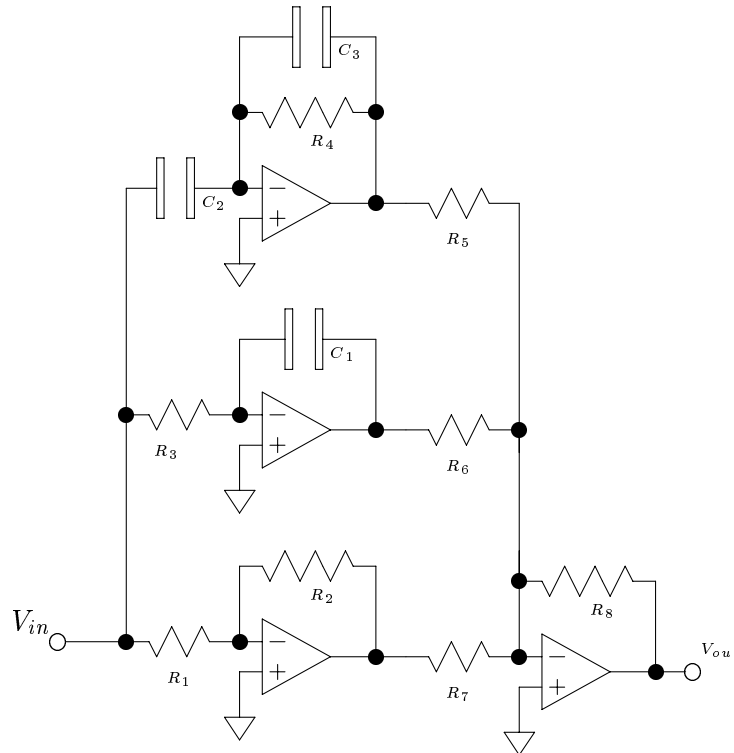 C3
R4
C2
−
+
R5
C1
−
+
R3
R6
R2
Vin
R8
Vou
−
+
−
+
R1
R7